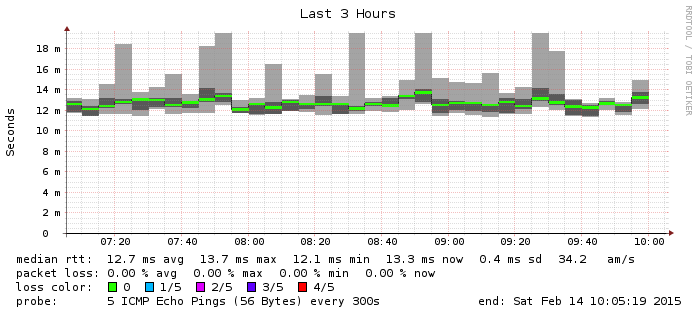 Last 3 Hours
RRDTOOL / TOBI OETIKER
Seconds
18 m
16 m
14 m
12 m
10 m
8 m
6 m
4 m
2 m
0
07:20 07:40 08:00 08:20 08:40 09:00 09:20 09:40 10:00
median rtt: 12.7 ms avg 13.7 ms max 12.1 ms min 13.3 ms now 0.4 ms sd 34.2 am/s
packet loss: 0.00 % avg 0.00 % max 0.00 % min 0.00 % now
loss color: 0 1/5 2/5 3/5 4/5
probe: 5 ICMP Echo Pings (56 Bytes) every 300s end: Sat Feb 14 10:05:19 2015